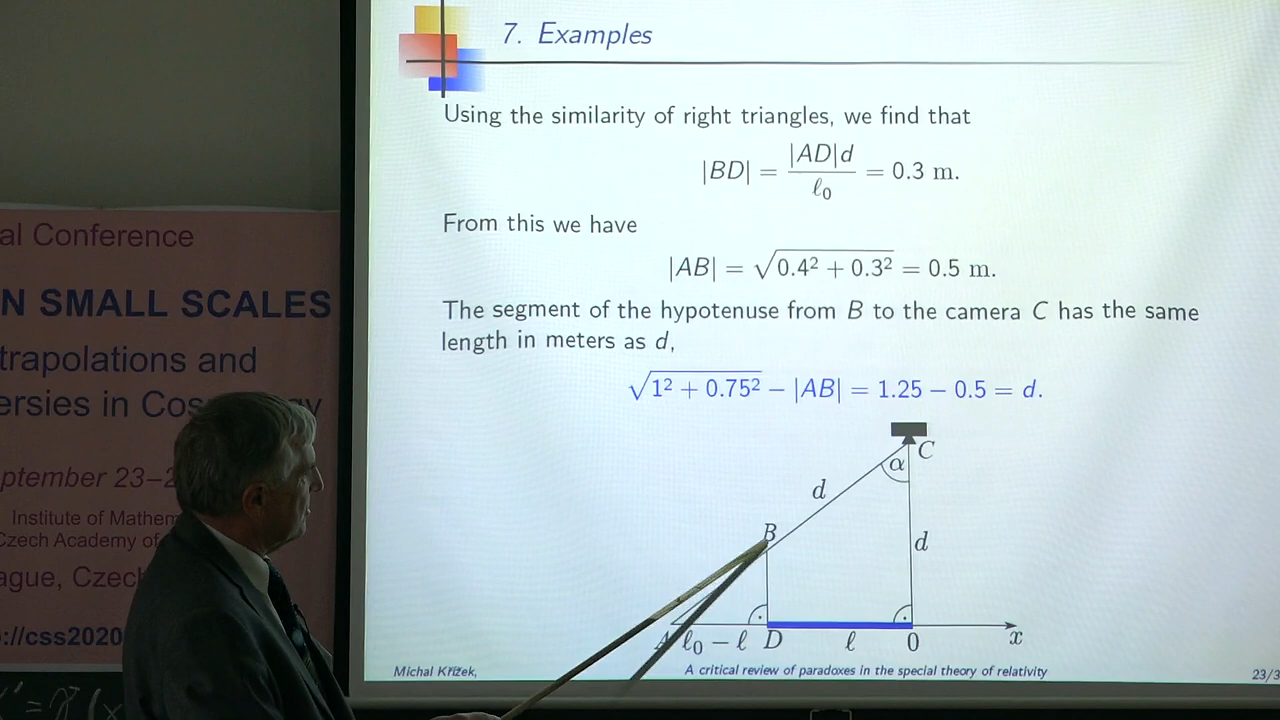 7. Examples
Using the similarity of right triangles, we find that
|BD| = |AD|d / ℓ₀ = 0.3 m.
From this we have
|AB| = √(0.4² + 0.3²) = 0.5 m.
The segment of the hypotenuse from B to the camera C has the same
length in meters as d,
√(1² + 0.75²) − |AB| = 1.25 − 0.5 = d.
C
α
d
B
d
ℓ₀ − ℓ D ℓ 0 x
Michal Křížek, A critical review of paradoxes in the special theory of relativity 23/3
al Conference
N SMALL SCALES
trapolations and
ersies in Cos
ptember 23–2
Institute of Mathem
Czech Academy of
ague, Czech
://css2020